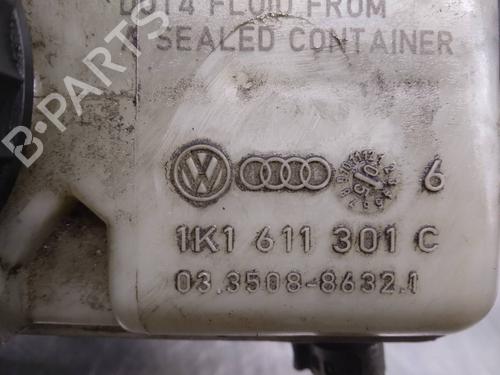 DOT4 FLUID FROM
A SEALED CONTAINER
B-PARTS
6
1K1 611 301 C
03.3508-8632.1